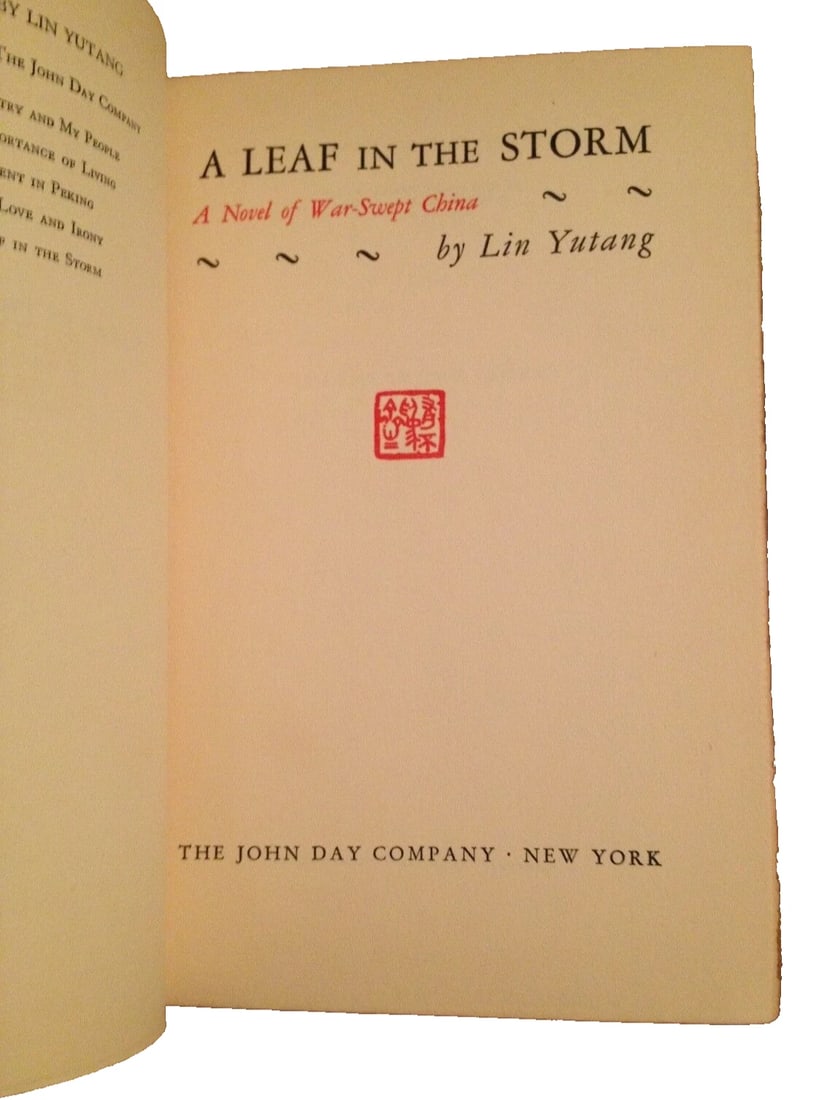 BY LIN YUTANG
THE JOHN DAY COMPANY
TRY AND MY PEOPLE
ORTANCE OF LIVING
ENT IN PEKING
LOVE AND IRONY
F IN THE STORM
A LEAF IN THE STORM
A Novel of War-Swept China ~ ~
~ ~ ~ by Lin Yutang
THE JOHN DAY COMPANY · NEW YORK